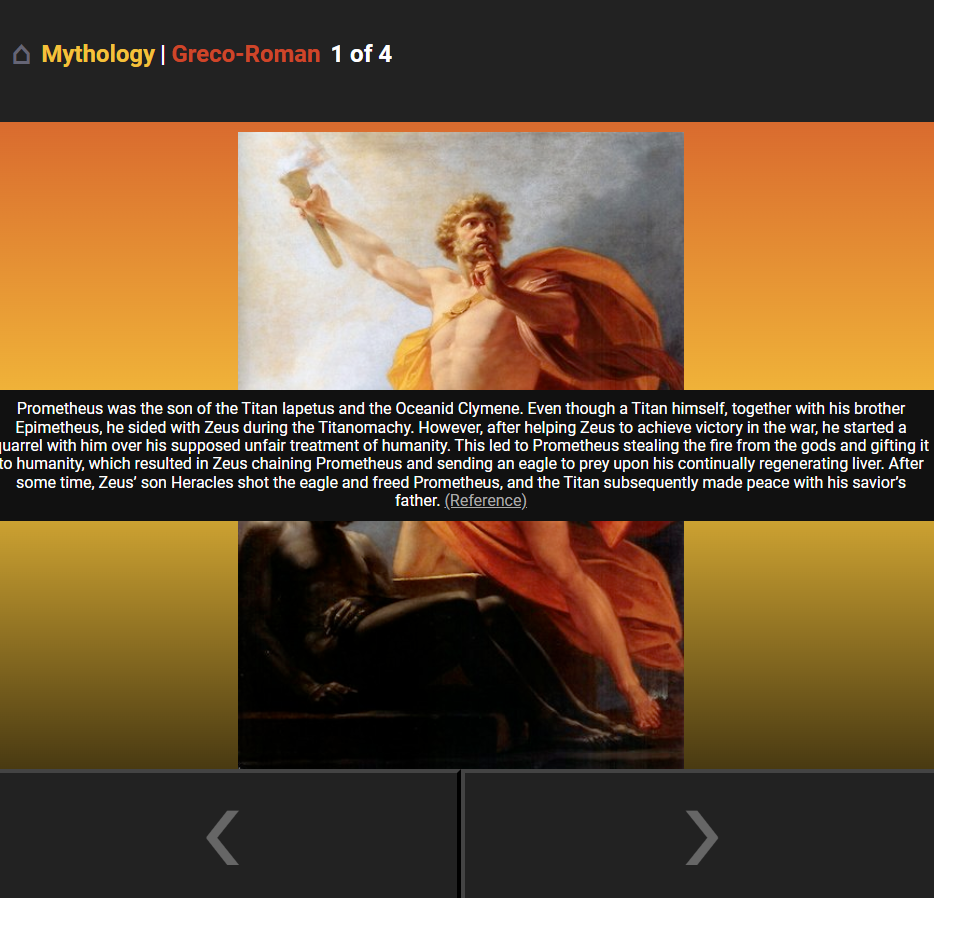 Mythology | Greco-Roman 1 of 4
Prometheus was the son of the Titan Iapetus and the Oceanid Clymene. Even though a Titan himself, together with his brother
Epimetheus, he sided with Zeus during the Titanomachy. However, after helping Zeus to achieve victory in the war, he started a
quarrel with him over his supposed unfair treatment of humanity. This led to Prometheus stealing the fire from the gods and gifting it
to humanity, which resulted in Zeus chaining Prometheus and sending an eagle to prey upon his continually regenerating liver. After
some time, Zeus’ son Heracles shot the eagle and freed Prometheus, and the Titan subsequently made peace with his savior’s
father. (Reference)